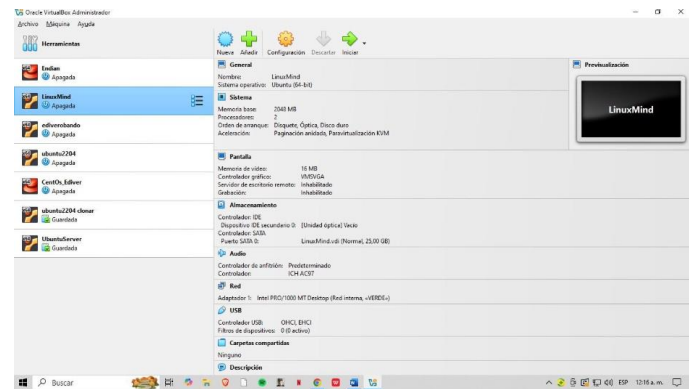 Oracle VirtualBox Administrador
Archivo Máquina Ayuda
Herramientas
Nueva Añadir Configuración Descartar Iniciar
Endian
Apagada
LinuxMind
Apagada
ediverobando
Apagada
ubuntu2204
Apagada
CentOs_Ediver
Apagada
ubuntu2204 clonar
Guardada
UbuntuServer
Guardada
General
Nombre: LinuxMind
Sistema operativo: Ubuntu (64-bit)
Sistema
Memoria base: 2048 MB
Procesadores: 2
Orden de arranque: Disquete, Óptica, Disco duro
Aceleración: Paginación anidada, Paravirtualización KVM
Pantalla
Memoria de vídeo: 16 MB
Controlador gráfico: VMSVGA
Servidor de escritorio remoto: Inhabilitado
Grabación: Inhabilitado
Almacenamiento
Controlador: IDE
Dispositivo IDE secundario 0: [Unidad óptica] Vacío
Controlador: SATA
Puerto SATA 0: LinuxMind.vdi (Normal, 25,00 GB)
Audio
Controlador de anfitrión: Predeterminado
Controlador: ICH AC97
Red
Adaptador 1: Intel PRO/1000 MT Desktop (Red interna, «VERDE»)
USB
Controlador USB: OHCI, EHCI
Filtros de dispositivos: 0 (0 activo)
Carpetas compartidas
Ninguno
Descripción
Previsualización
LinuxMind
Buscar
ESP 12:16 a. m.